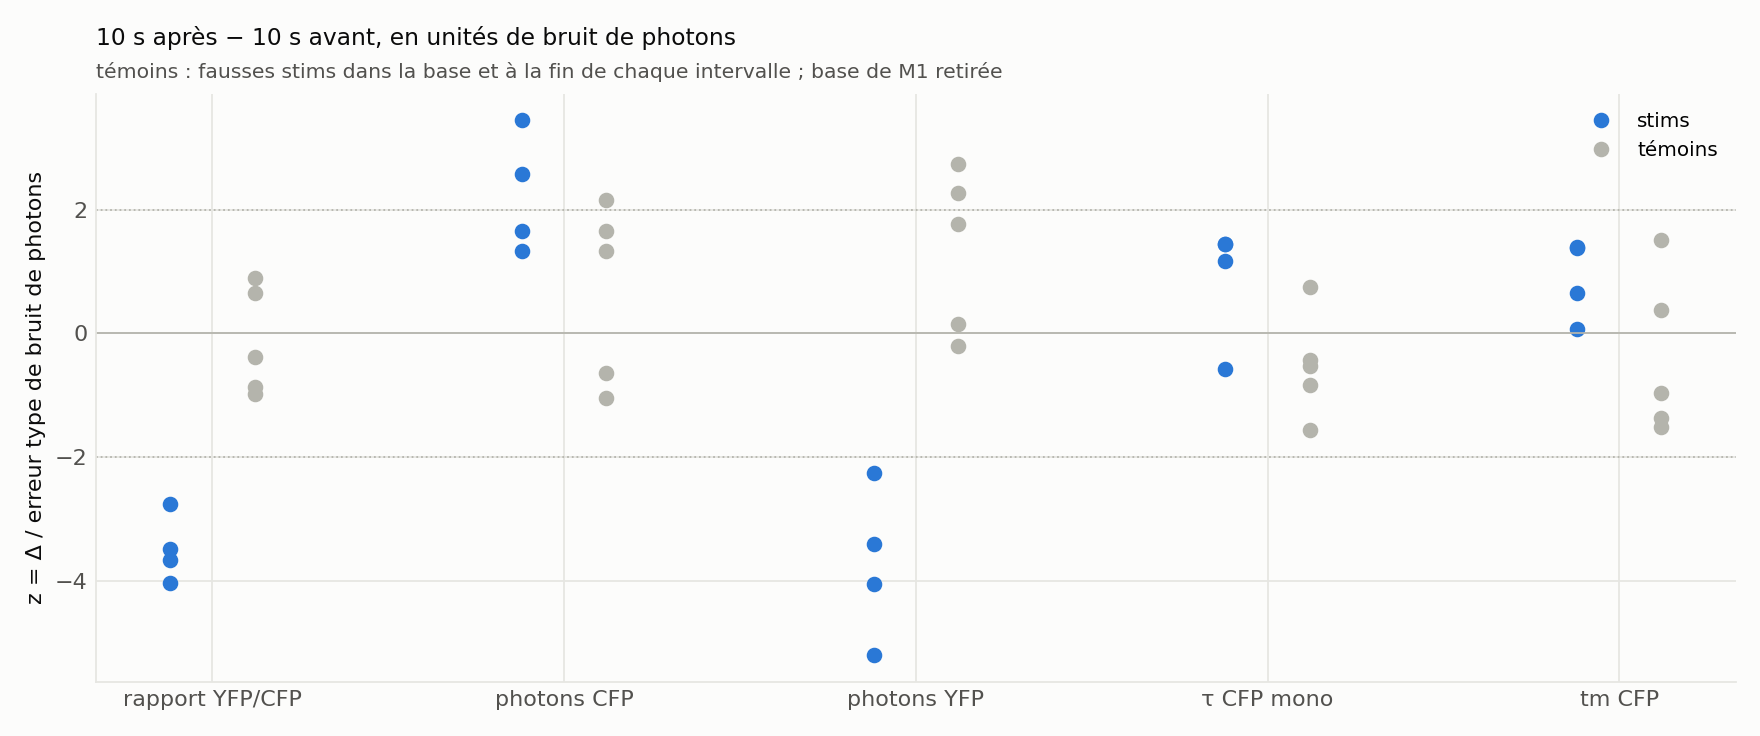 10 s après − 10 s avant, en unités de bruit de photons
témoins : fausses stims dans la base et à la fin de chaque intervalle ; base de M1 retirée
z = Δ / erreur type de bruit de photons
2
0
−2
−4
stims
témoins
rapport YFP/CFP
photons CFP
photons YFP
τ CFP mono
tm CFP